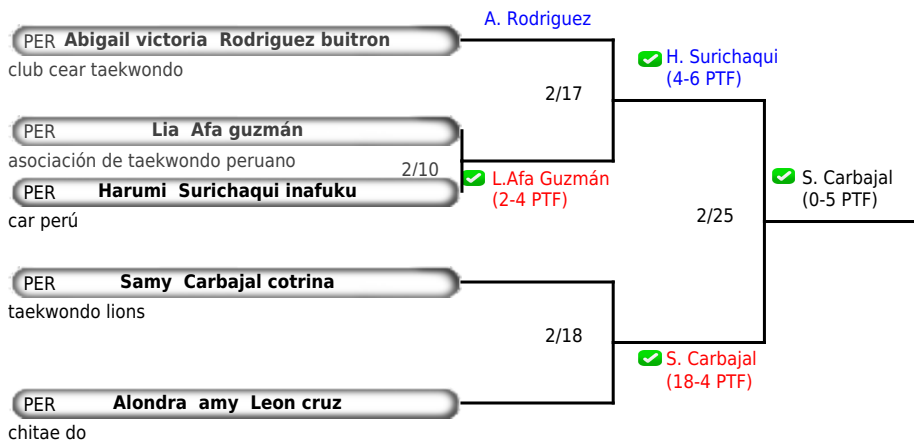 A. Rodriguez
PER Abigail victoria Rodriguez buitron
club cear taekwondo
H. Surichaqui
(4-6 PTF)
2/17
PER Lia Afa guzmán
asociación de taekwondo peruano
2/10
L.Afa Guzmán
(2-4 PTF)
PER Harumi Surichaqui inafuku
car perú
S. Carbajal
(0-5 PTF)
2/25
PER Samy Carbajal cotrina
taekwondo lions
2/18
S. Carbajal
(18-4 PTF)
PER Alondra amy Leon cruz
chitae do